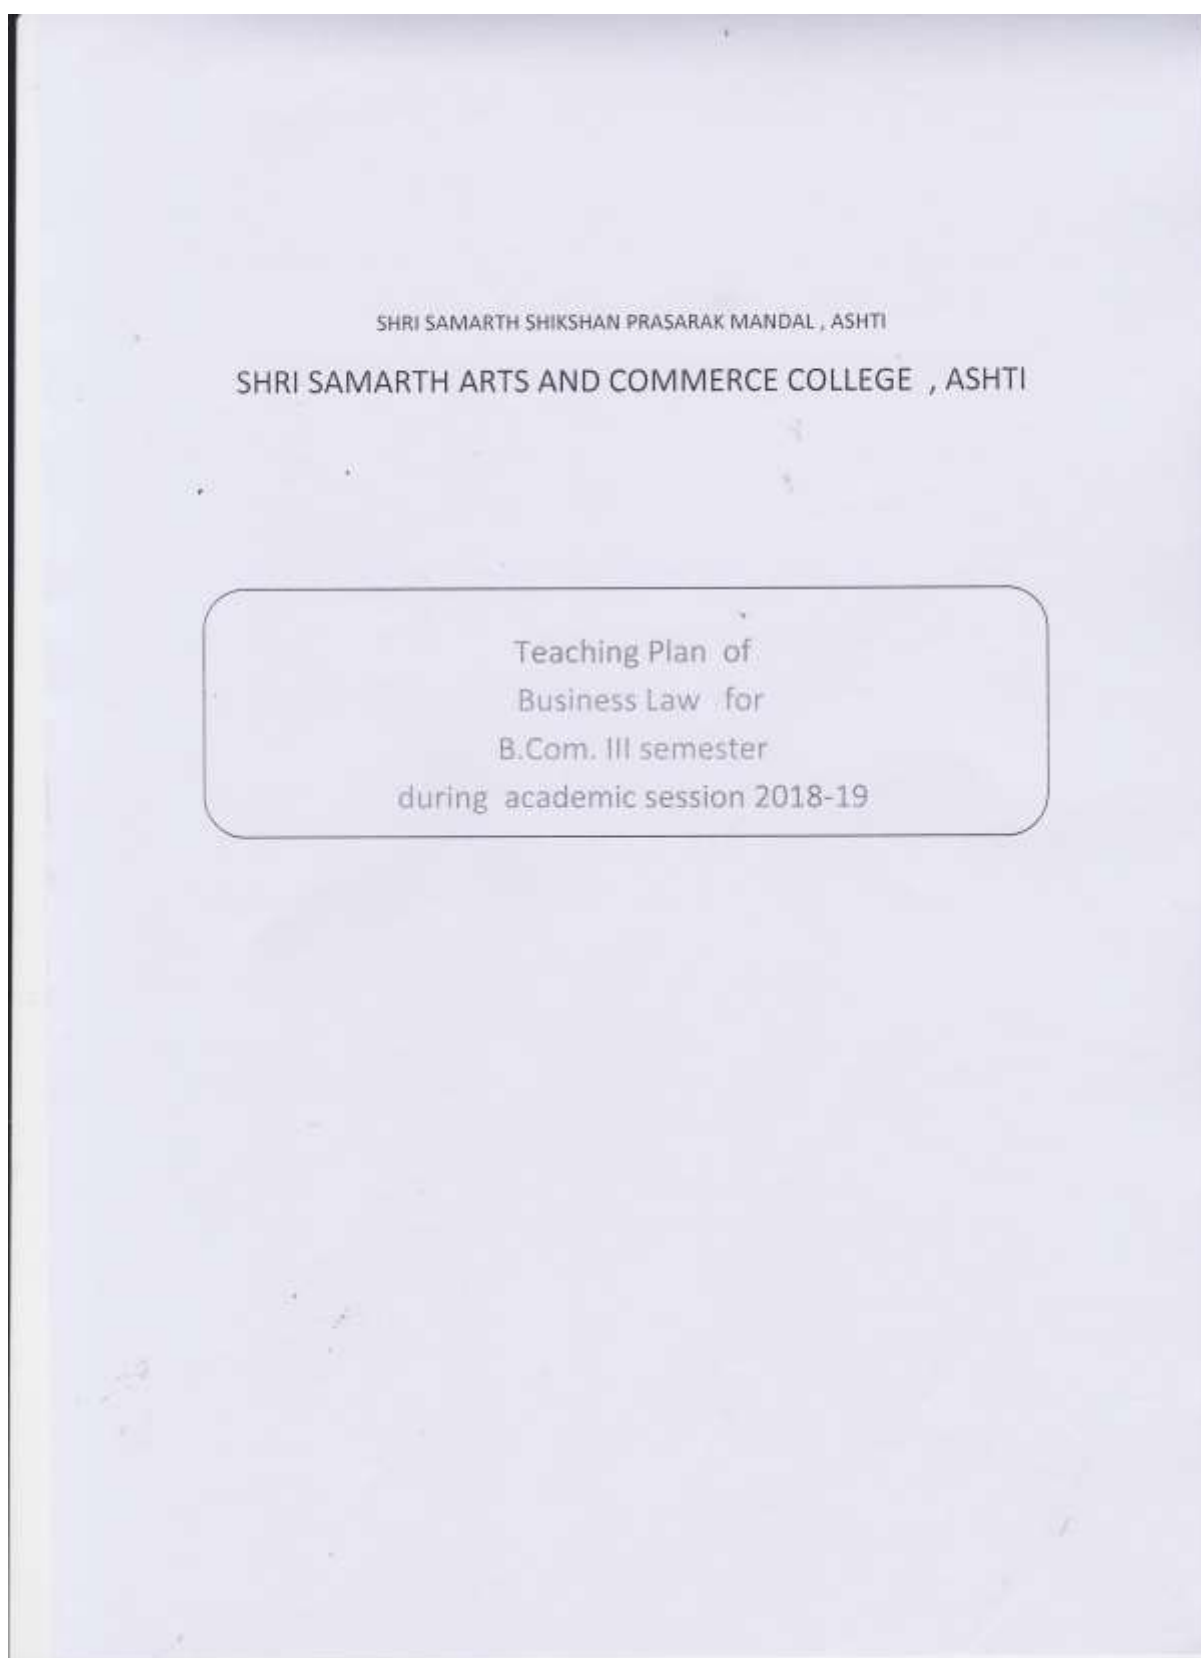 SHRI SAMARTH SHIKSHAN PRASARAK MANDAL , ASHTI
SHRI SAMARTH ARTS AND COMMERCE COLLEGE , ASHTI
Teaching Plan of
Business Law for
B.Com. III semester
during academic session 2018-19